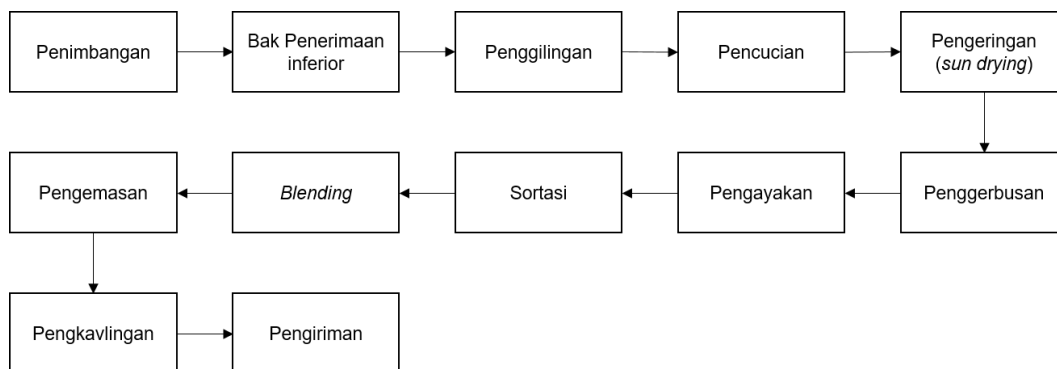 Penimbangan
Bak Penerimaan
inferior
Penggilingan
Pencucian
Pengeringan
(sun drying)
Penggerbusan
Pengayakan
Sortasi
Blending
Pengemasan
Pengkavlingan
Pengiriman